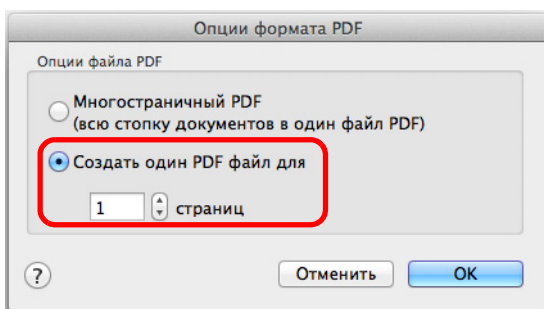 Опции формата PDF
Опции файла PDF
Многостраничный PDF
(всю стопку документов в один файл PDF)
Создать один PDF файл для
1 страниц
? Отменить OK